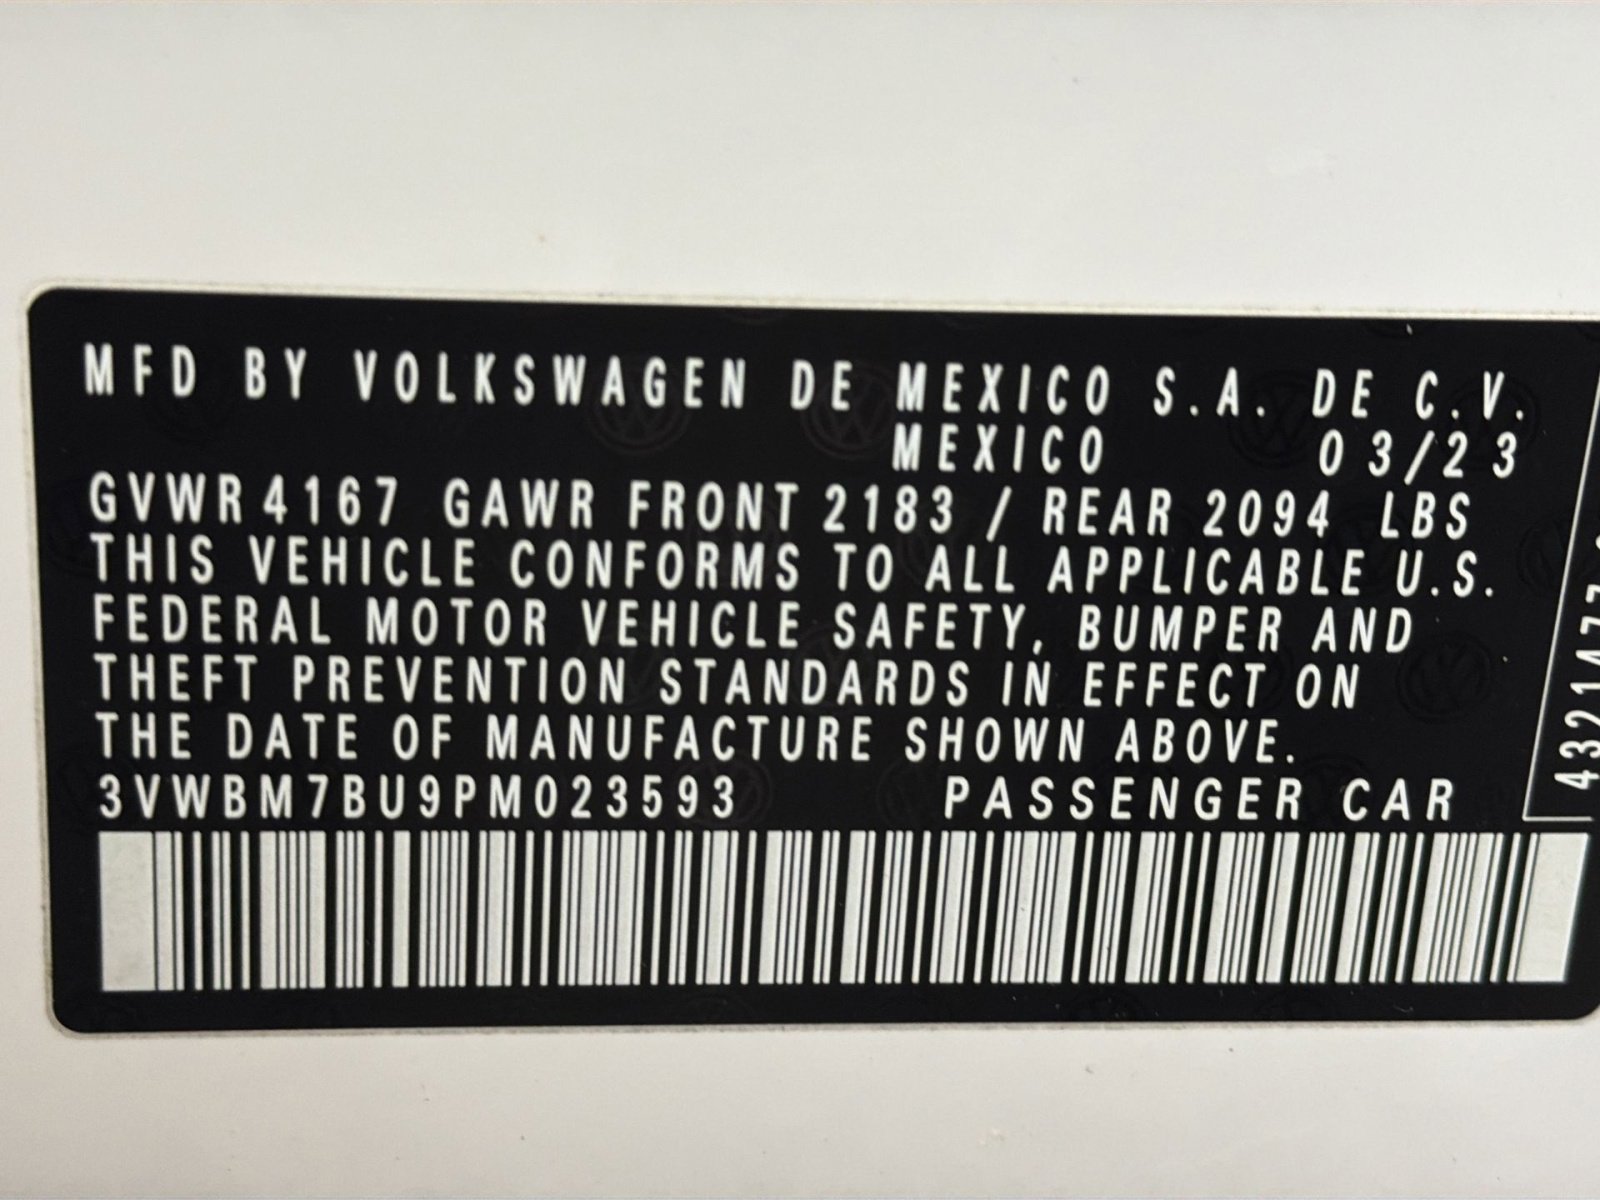 MFD BY VOLKSWAGEN DE MEXICO S.A. DE C.V.
MEXICO 03/23
GVWR 4167 GAWR FRONT 2183 / REAR 2094 LBS
THIS VEHICLE CONFORMS TO ALL APPLICABLE U.S.
FEDERAL MOTOR VEHICLE SAFETY, BUMPER AND
THEFT PREVENTION STANDARDS IN EFFECT ON
THE DATE OF MANUFACTURE SHOWN ABOVE.
3VWBM7BU9PM023593 PASSENGER CAR